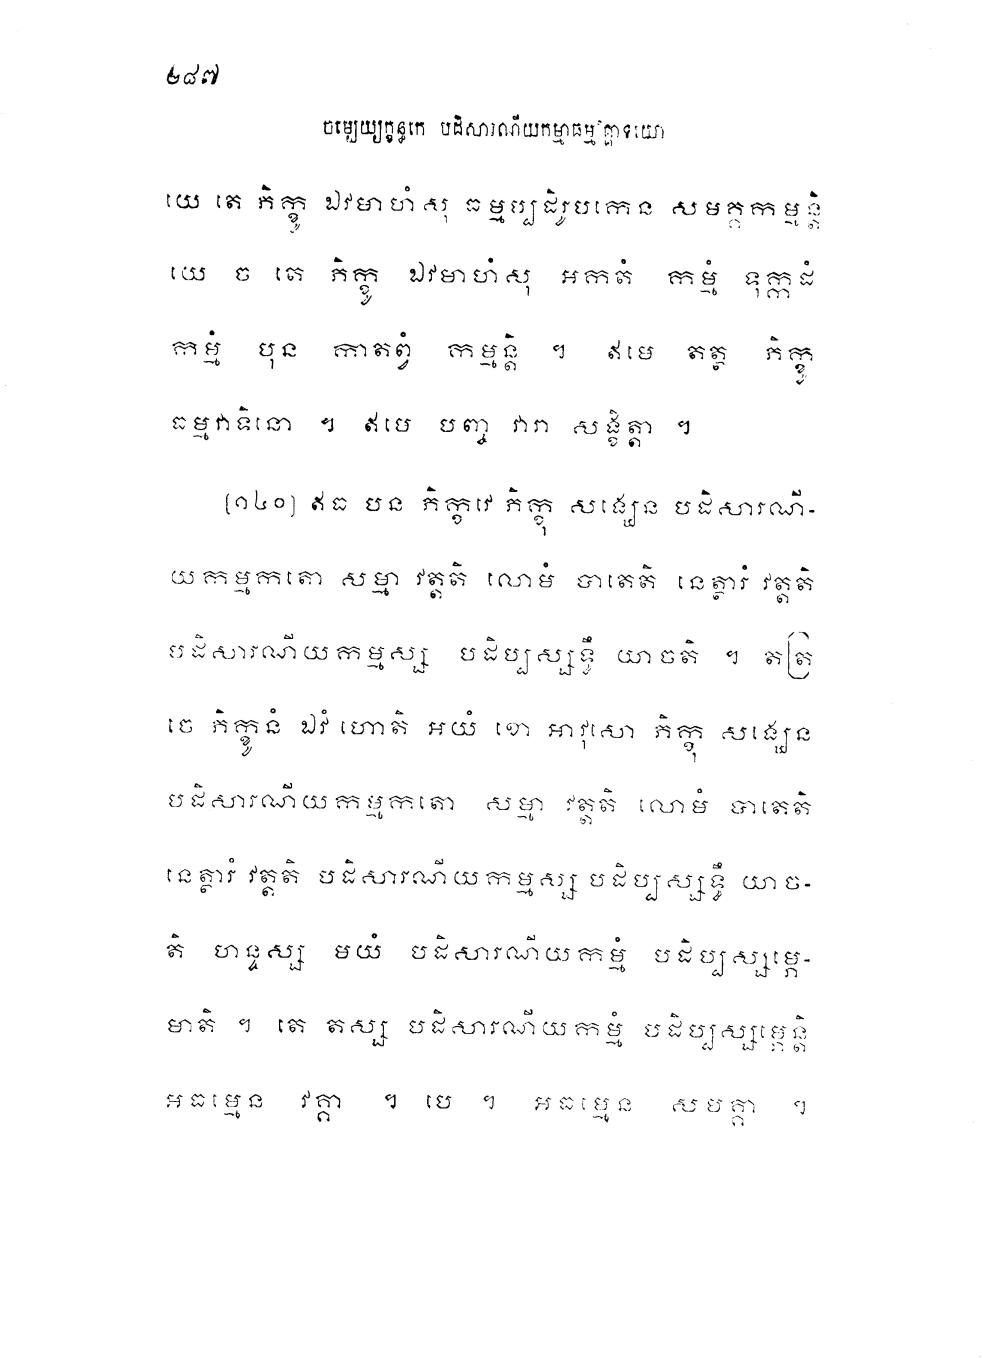 ២៨៧
ចម្បេយ្យក្ខន្ធកេ បដិសារណីយកម្មាធម្មវគ្គាទយោ
យេ តេ ភិក្ខូ ឯវមាហំសុ ធម្មប្បដិរូបកេន សមគ្គកម្មន្តិ
យេ ច តេ ភិក្ខូ ឯវមាហំសុ អកតំ កម្មំ ទុក្កដំ
កម្មំ បុន កាតព្វំ កម្មន្តិ ។ ឥមេ តត្ថ ភិក្ខូ
ធម្មវាទិនោ ។ ឥមេ បញ្ច វារា សង្ខិត្តា ។
(១៤០) ឥធ បន ភិក្ខវេ ភិក្ខុ សង្ឃេន បដិសារណី-
យកម្មកតោ សម្មា វត្តតិ លោមំ បាតេតិ នេត្ថារំ វត្តតិ
បដិសារណីយកម្មស្ស បដិប្បស្សទ្ធឹ យាចតិ ។ តត្រ
ចេ ភិក្ខូនំ ឯវំ ហោតិ អយំ ខោ អាវុសោ ភិក្ខុ សង្ឃេន
បដិសារណីយកម្មកតោ សម្មា វត្តតិ លោមំ បាតេតិ
នេត្ថារំ វត្តតិ បដិសារណីយកម្មស្ស បដិប្បស្សទ្ធឹ យាច-
តិ ហន្ទស្ស មយំ បដិសារណីយកម្មំ បដិប្បស្សម្ភេ-
មាតិ ។ តេ តស្ស បដិសារណីយកម្មំ បដិប្បស្សម្ភេន្តិ
អធម្មេន វគ្គា ។ បេ ។ អធម្មេន សមគ្គា ។